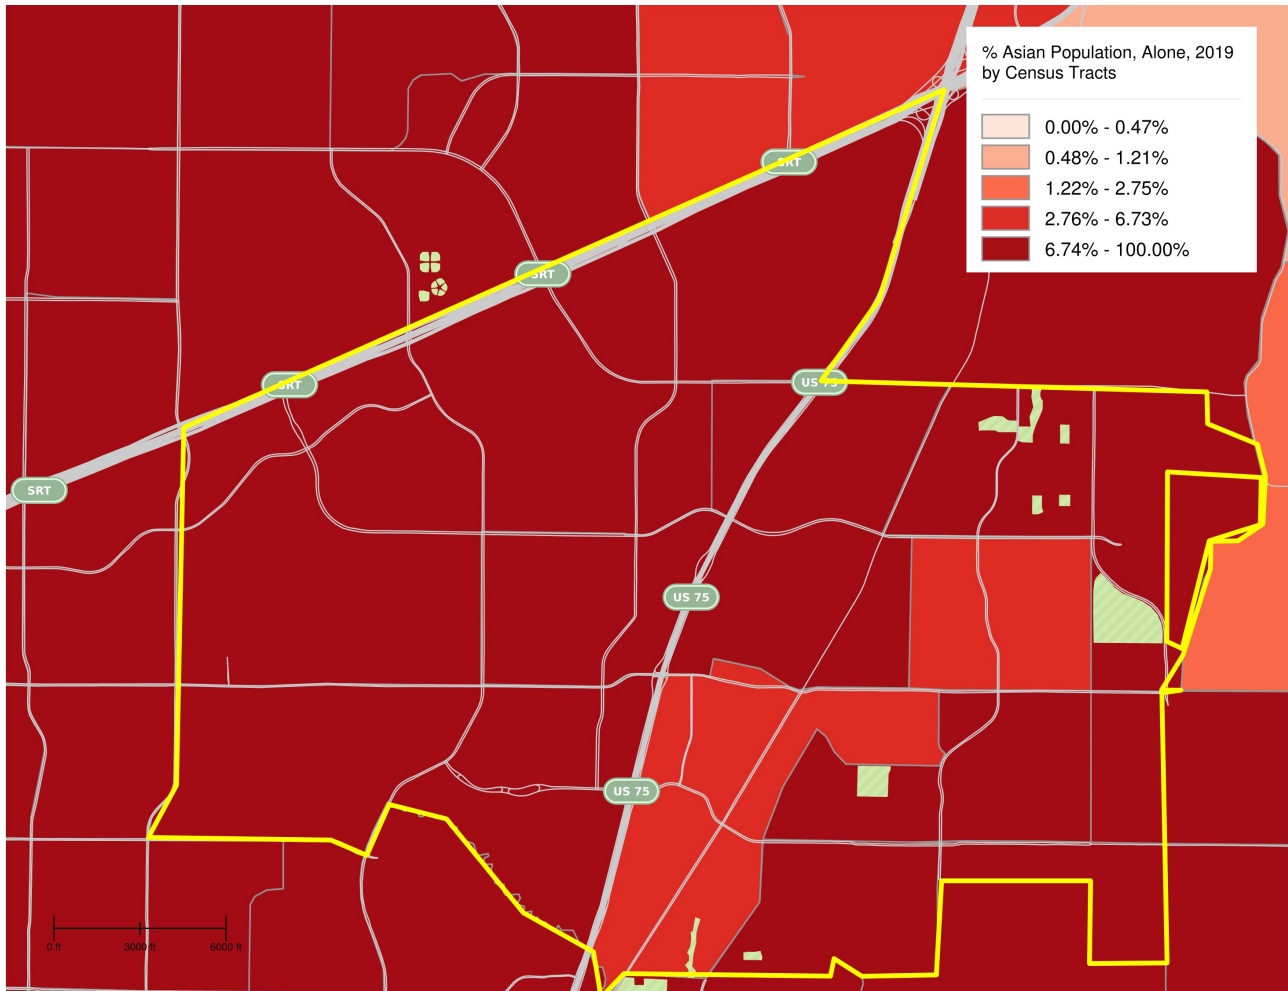 % Asian Population, Alone, 2019
by Census Tracts
0.00% - 0.47%
0.48% - 1.21%
1.22% - 2.75%
2.76% - 6.73%
6.74% - 100.00%
SRT
SRT
SRT
US 75
SRT
US 75
US 75
0 ft
3000 ft
6000 ft